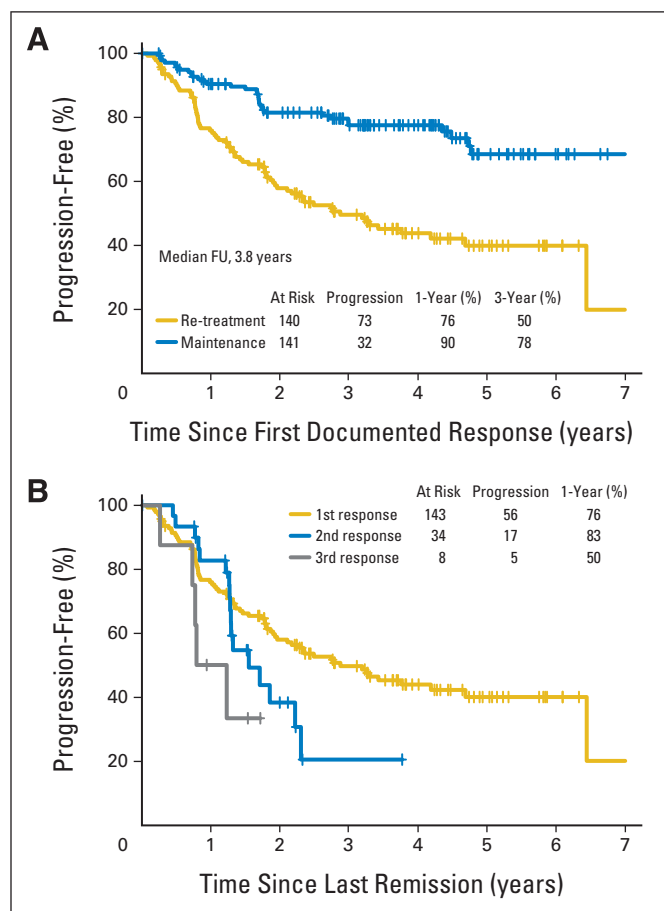 A
100
80
60
40
20
0
1
2
3
4
5
6
7
Progression-Free (%)
Median FU, 3.8 years
At Risk Progression 1-Year (%) 3-Year (%)
Re-treatment 140 73 76 50
Maintenance 141 32 90 78
Time Since First Documented Response (years)
B
100
80
60
40
20
0
1
2
3
4
5
6
7
Progression-Free (%)
At Risk Progression 1-Year (%)
1st response 143 56 76
2nd response 34 17 83
3rd response 8 5 50
Time Since Last Remission (years)